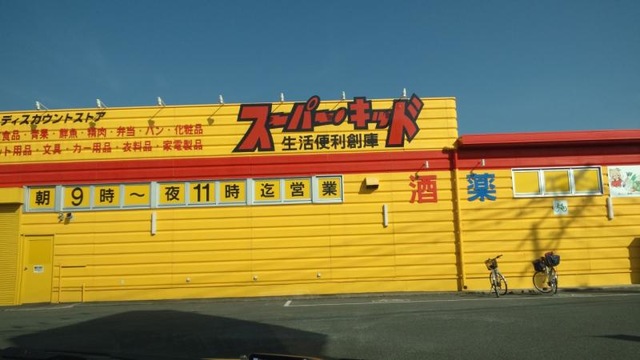 ディスカウントストア
食品・青果・鮮魚・精肉・弁当・パン・化粧品
ット用品・文具・カー用品・衣料品・家電製品
スーパー・キッド
生活便利創庫
朝9時～夜11時迄営業
酒 薬